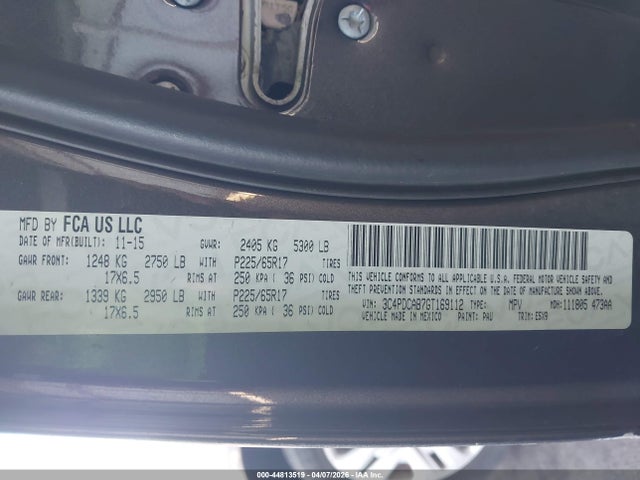 MFD BY FCA US LLC
DATE OF MFR(BUILT): 11-15 GVWR: 2405 KG 5300 LB
GAWR FRONT: 1248 KG 2750 LB WITH P225/65R17 TIRES
17X6.5 RIMS AT 250 KPA ( 36 PSI) COLD
GAWR REAR: 1339 KG 2950 LB WITH P225/65R17 TIRES
17X6.5 RIMS AT 250 KPA ( 36 PSI) COLD
THIS VEHICLE CONFORMS TO ALL APPLICABLE U.S.A. FEDERAL MOTOR VEHICLE SAFETY AND
THEFT PREVENTION STANDARDS IN EFFECT ON THE DATE OF MANUFACTURE SHOWN ABOVE.
VIN: 3C4PDCAB7GT169112 TYPE: MPV MDH: 111805 473AA
VEHICLE MADE IN MEXICO PAINT: PAU TRIM: E5X9
000-44813519 - 04/07/2026 - IAAI.COM